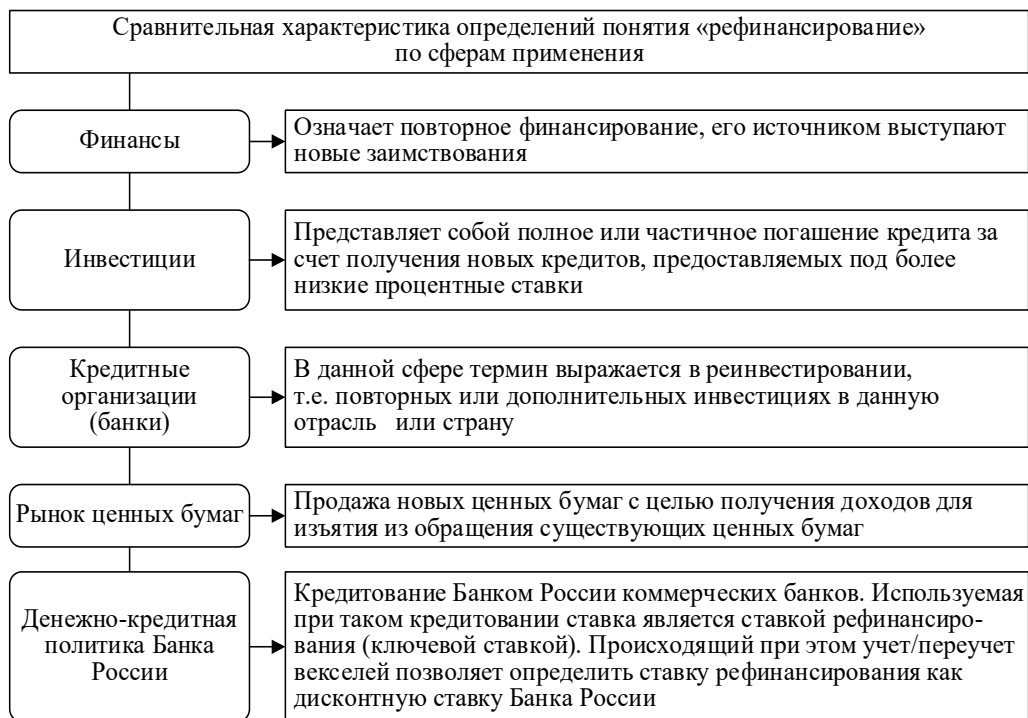 Сравнительная характеристика определений понятия «рефинансирование»
по сферам применения
Финансы
Означает повторное финансирование, его источником выступают
новые заимствования
Инвестиции
Представляет собой полное или частичное погашение кредита за
счет получения новых кредитов, предоставляемых под более
низкие процентные ставки
Кредитные
организации
(банки)
В данной сфере термин выражается в реинвестировании,
т.е. повторных или дополнительных инвестициях в данную
отрасль или страну
Рынок ценных бумаг
Продажа новых ценных бумаг с целью получения доходов для
изъятия из обращения существующих ценных бумаг
Денежно-кредитная
политика Банка
России
Кредитование Банком России коммерческих банков. Используемая
при таком кредитовании ставка является ставкой рефинансиро-
вания (ключевой ставкой). Происходящий при этом учет/переучет
векселей позволяет определить ставку рефинансирования как
дисконтную ставку Банка России